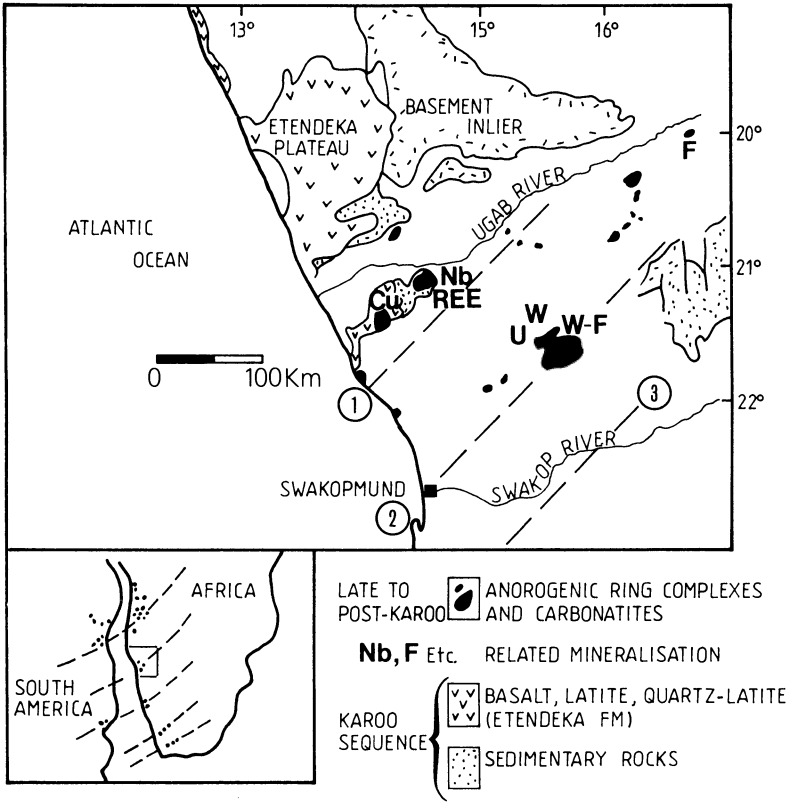 13° 15° 16°
BASEMENT
INLIER
ETENDEKA
PLATEAU
20°
F
UGAB RIVER
ATLANTIC
OCEAN
21°
Nb
REE
Cu
W
U
W-F
0 100Km
1
3
22°
SWAKOP RIVER
SWAKOPMUND
2
AFRICA
SOUTH
AMERICA
LATE TO
POST-KAROO
ANOROGENIC RING COMPLEXES
AND CARBONATITES
Nb, F Etc. RELATED MINERALISATION
KAROO
SEQUENCE
BASALT, LATITE, QUARTZ-LATITE
(ETENDEKA FM)
SEDIMENTARY ROCKS